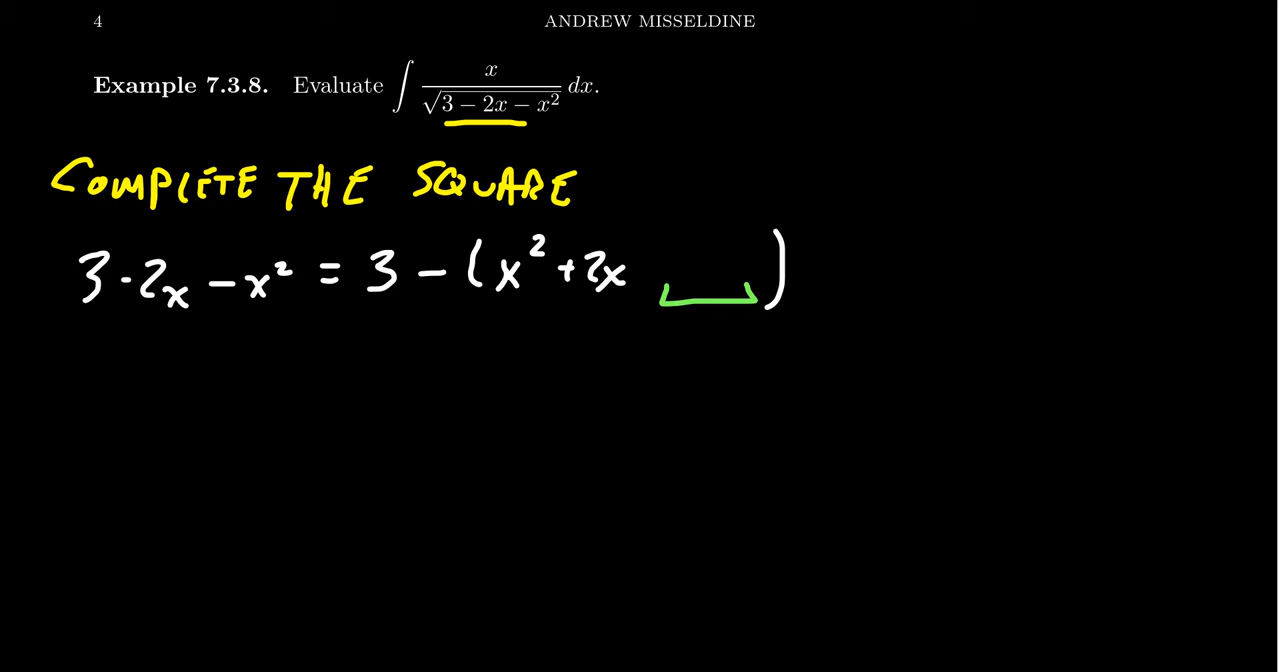 4 ANDREW MISSELDINE
Example 7.3.8. Evaluate ∫ x / √(3 − 2x − x²) dx.
COMPLETE THE SQUARE
3 - 2x - x² = 3 - (x² + 2x )